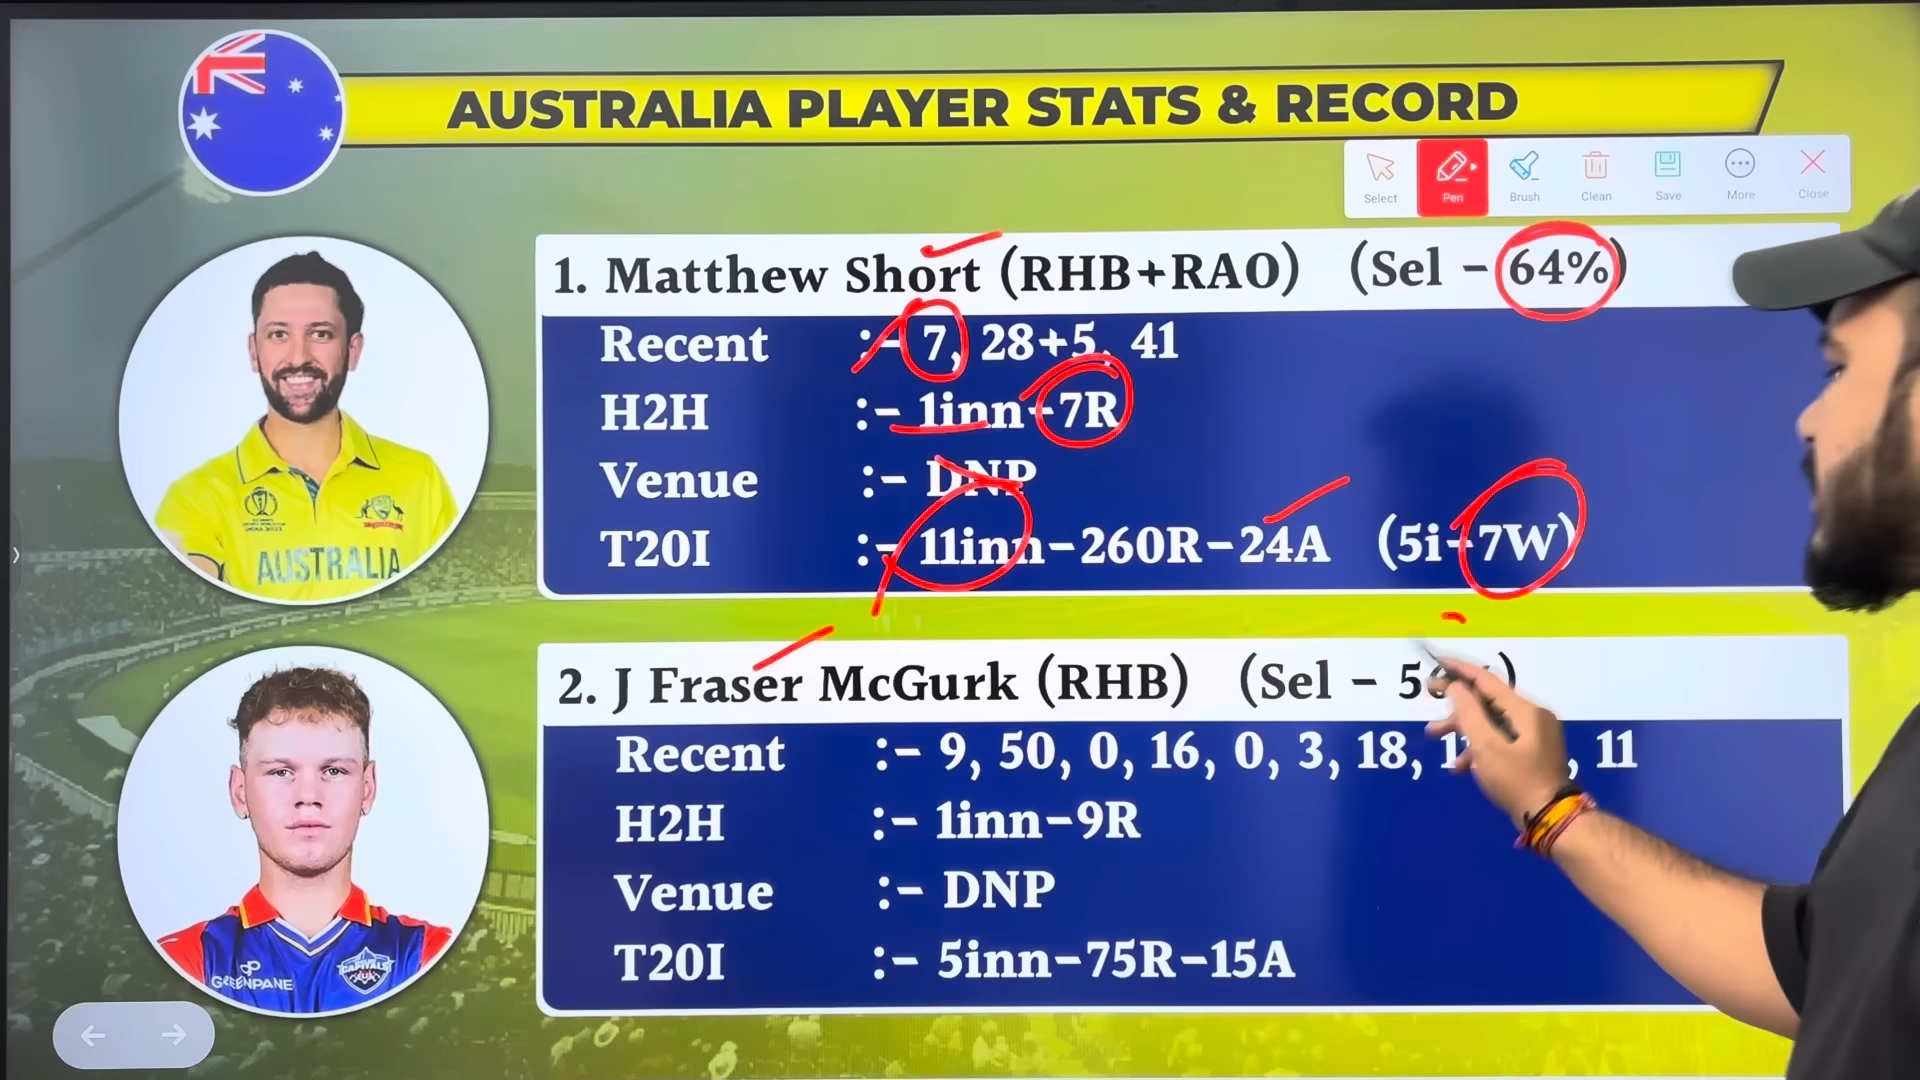 AUSTRALIA PLAYER STATS & RECORD
Select Pen Brush Clean Save More Close
1. Matthew Short (RHB+RAO) (Sel - 64%)
Recent :- 7, 28+5, 41
H2H :- 1inn-7R
Venue :- DNP
T20I :- 11inn-260R-24A (5i-7W)
AUSTRALIA
2. J Fraser McGurk (RHB) (Sel - 5
Recent :- 9, 50, 0, 16, 0, 3, 18, , 11
H2H :- 1inn-9R
Venue :- DNP
T20I :- 5inn-75R-15A
CAPITALS
GREENPANE